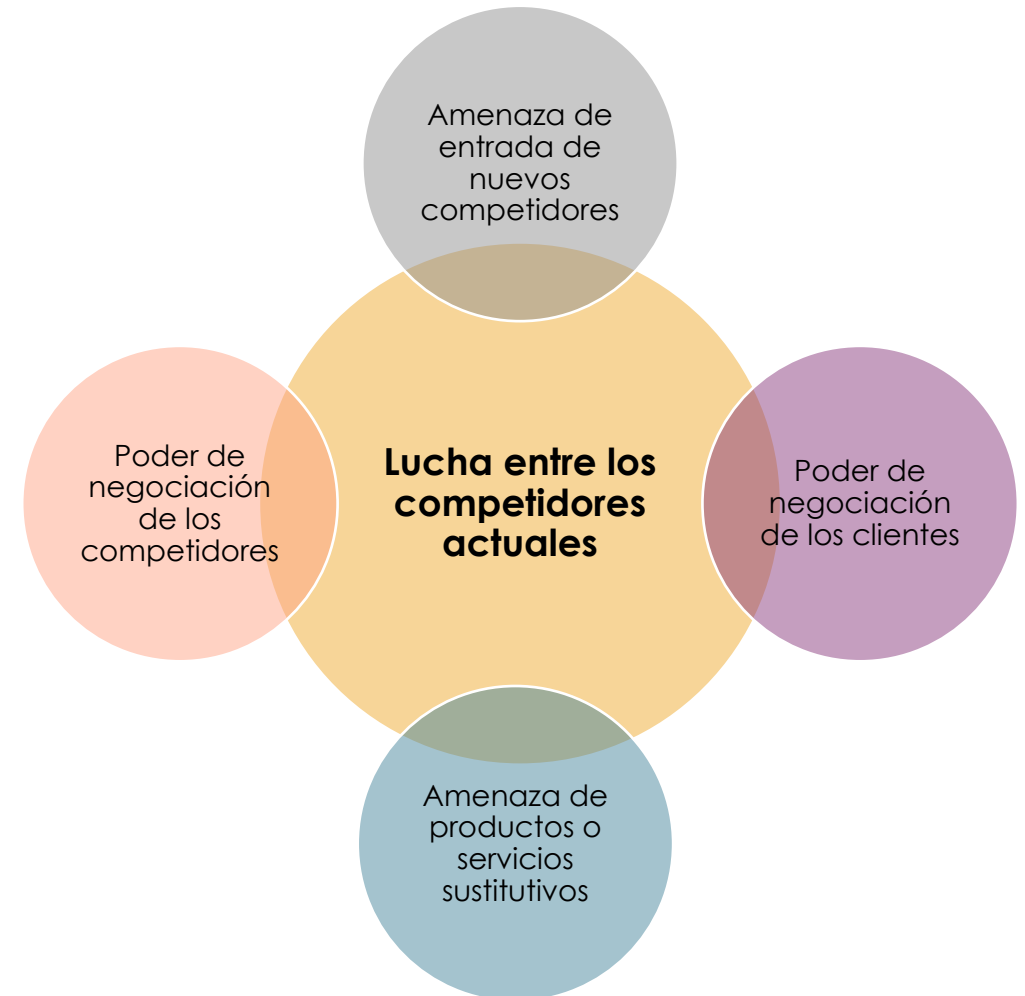 Amenaza de
entrada de
nuevos
competidores
Poder de
negociación
de los
competidores
Lucha entre los
competidores
actuales
Poder de
negociación
de los clientes
Amenaza de
productos o
servicios
sustitutivos